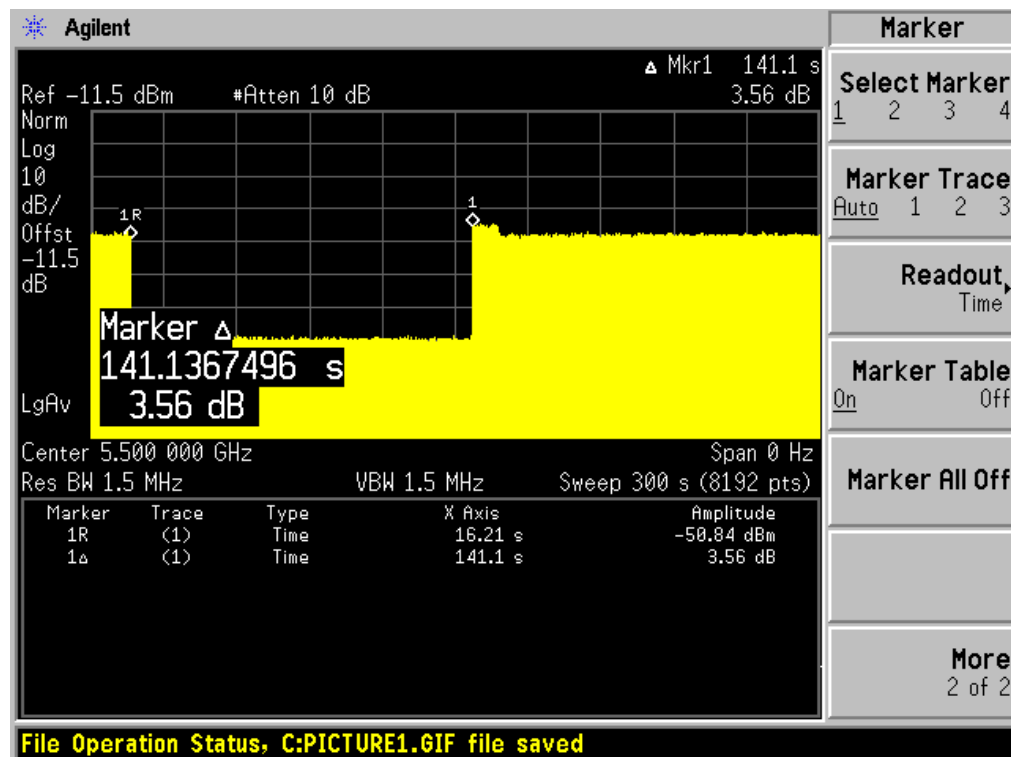 Agilent
Marker
Δ Mkr1 141.1 s
Ref -11.5 dBm #Atten 10 dB 3.56 dB
Norm
Log
10
dB/
Offst
-11.5
dB
LgAv
1R
1
Marker Δ
141.1367496 s
3.56 dB
Center 5.500 000 GHz Span 0 Hz
Res BW 1.5 MHz VBW 1.5 MHz Sweep 300 s (8192 pts)
Marker Trace Type X Axis Amplitude
1R (1) Time 16.21 s -50.84 dBm
1Δ (1) Time 141.1 s 3.56 dB
Select Marker
1 2 3 4
Marker Trace
Auto 1 2 3
Readout
Time
Marker Table
On Off
Marker All Off
More
2 of 2
File Operation Status, C:PICTURE1.GIF file saved